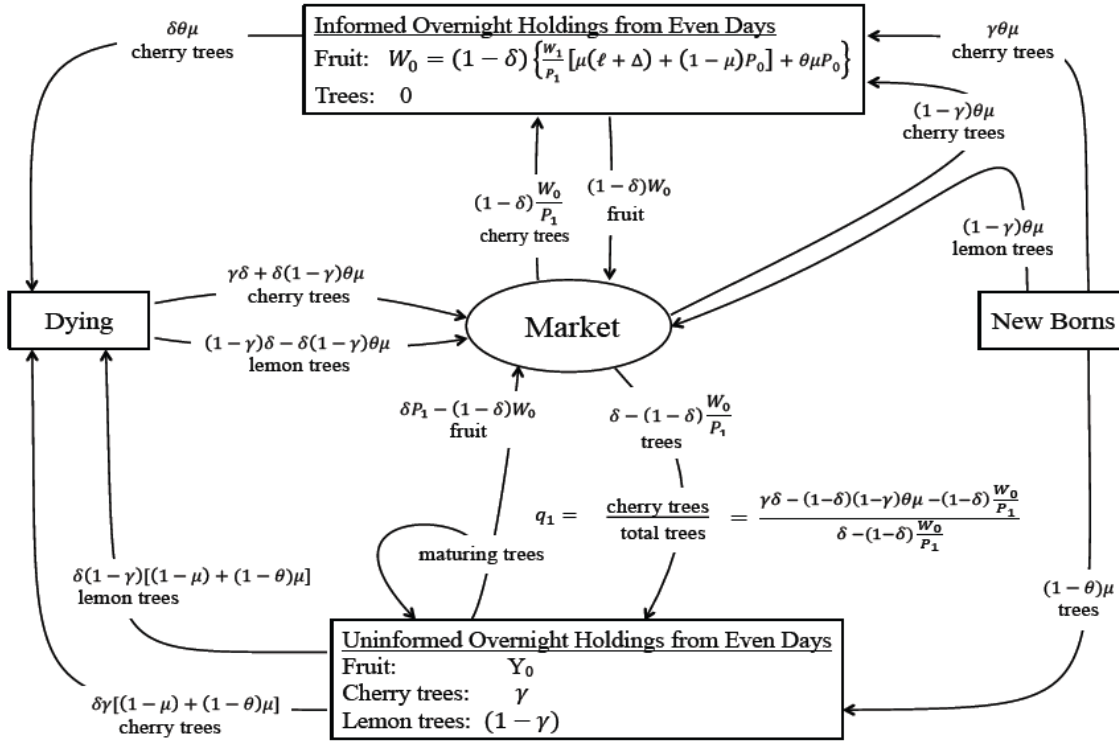 δθμ
cherry trees
Informed Overnight Holdings from Even Days
Fruit: W₀ = (1 − δ) {W₁/P₁ [μ(ℓ + Δ) + (1 − μ)P₀] + θμP₀}
Trees: 0
γθμ
cherry trees
(1 − γ)θμ
cherry trees
(1 − δ) W₀/P₁
cherry trees
(1 − δ)W₀
fruit
(1 − γ)θμ
lemon trees
γδ + δ(1 − γ)θμ
cherry trees
Dying
Market
New Borns
(1 − γ)δ − δ(1 − γ)θμ
lemon trees
δP₁ − (1 − δ)W₀
fruit
δ − (1 − δ) W₀/P₁
trees
q₁ = cherry trees/total trees = (γδ − (1−δ)(1−γ)θμ −(1−δ) W₀/P₁)/(δ −(1−δ) W₀/P₁)
maturing trees
δ(1 − γ)[(1 − μ) + (1 − θ)μ]
lemon trees
(1 − θ)μ
trees
Uninformed Overnight Holdings from Even Days
Fruit: Y₀
Cherry trees: γ
Lemon trees: (1 − γ)
δγ[(1 − μ) + (1 − θ)μ]
cherry trees